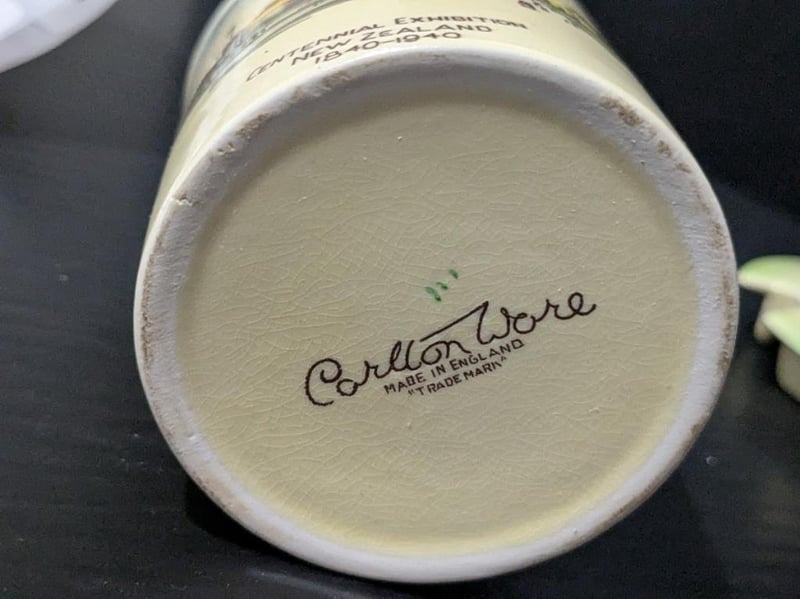 CENTENNIAL EXHIBITION
NEW ZEALAND
1840-1940
Carlton Ware
MADE IN ENGLAND
"TRADE MARK"